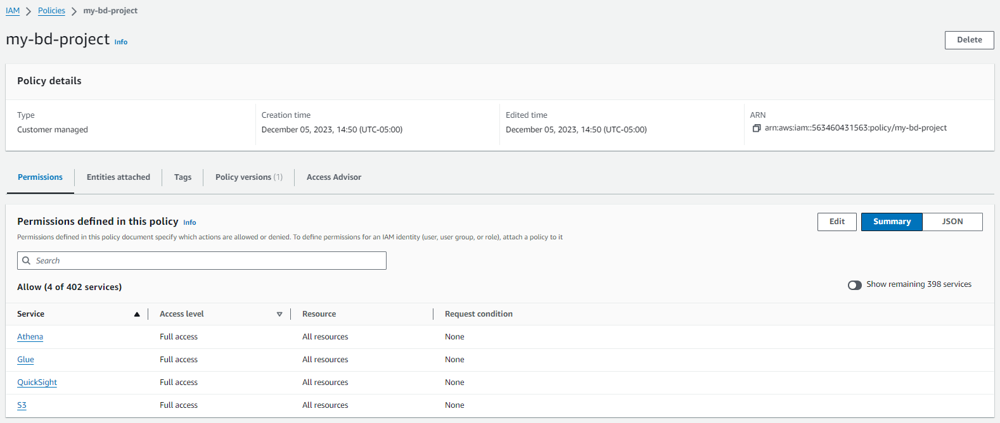 IAM > Policies > my-bd-project
my-bd-project Info
Delete
Policy details
Type
Customer managed
Creation time
December 05, 2023, 14:50 (UTC-05:00)
Edited time
December 05, 2023, 14:50 (UTC-05:00)
ARN
arn:aws:iam::563460431563:policy/my-bd-project
Permissions Entities attached Tags Policy versions (1) Access Advisor
Permissions defined in this policy Info
Edit Summary JSON
Permissions defined in this policy document specify which actions are allowed or denied. To define permissions for an IAM identity (user, user group, or role), attach a policy to it
Search
Allow (4 of 402 services)
Show remaining 398 services
Service Access level Resource Request condition
Athena Full access All resources None
Glue Full access All resources None
QuickSight Full access All resources None
S3 Full access All resources None